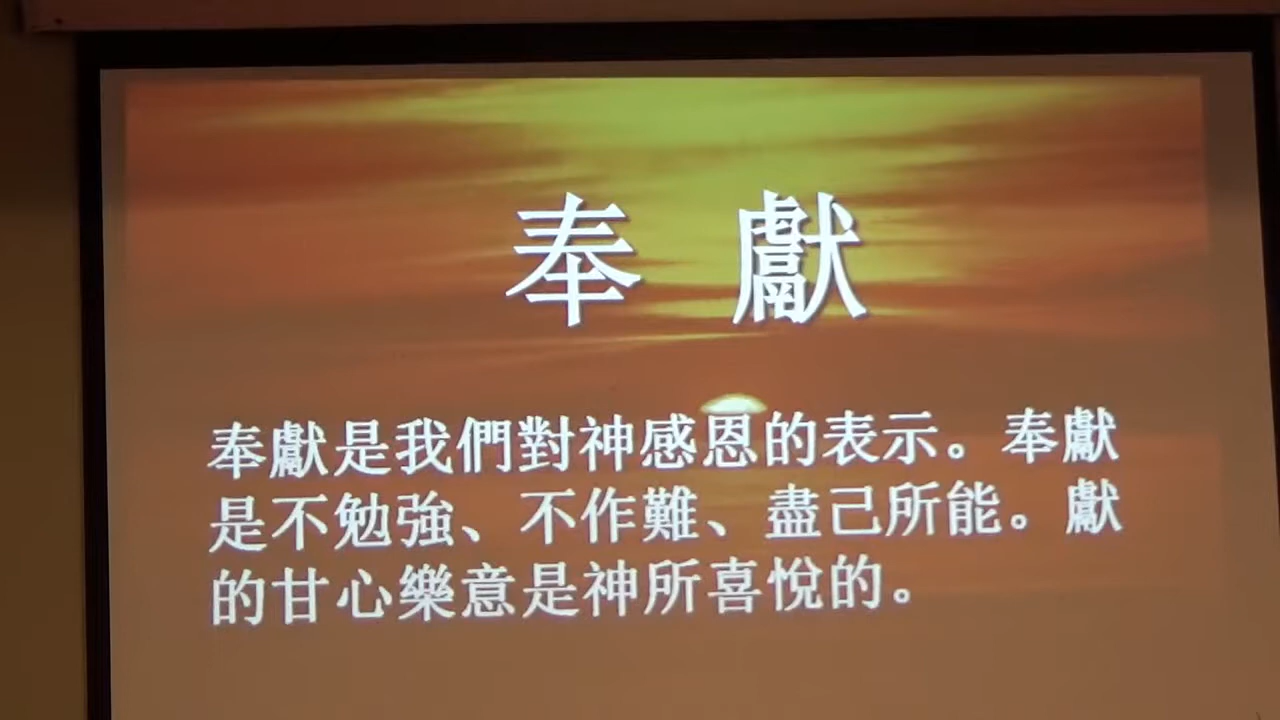 奉 獻
奉獻是我們對神感恩的表示。奉獻
是不勉強、不作難、盡己所能。獻
的甘心樂意是神所喜悅的。